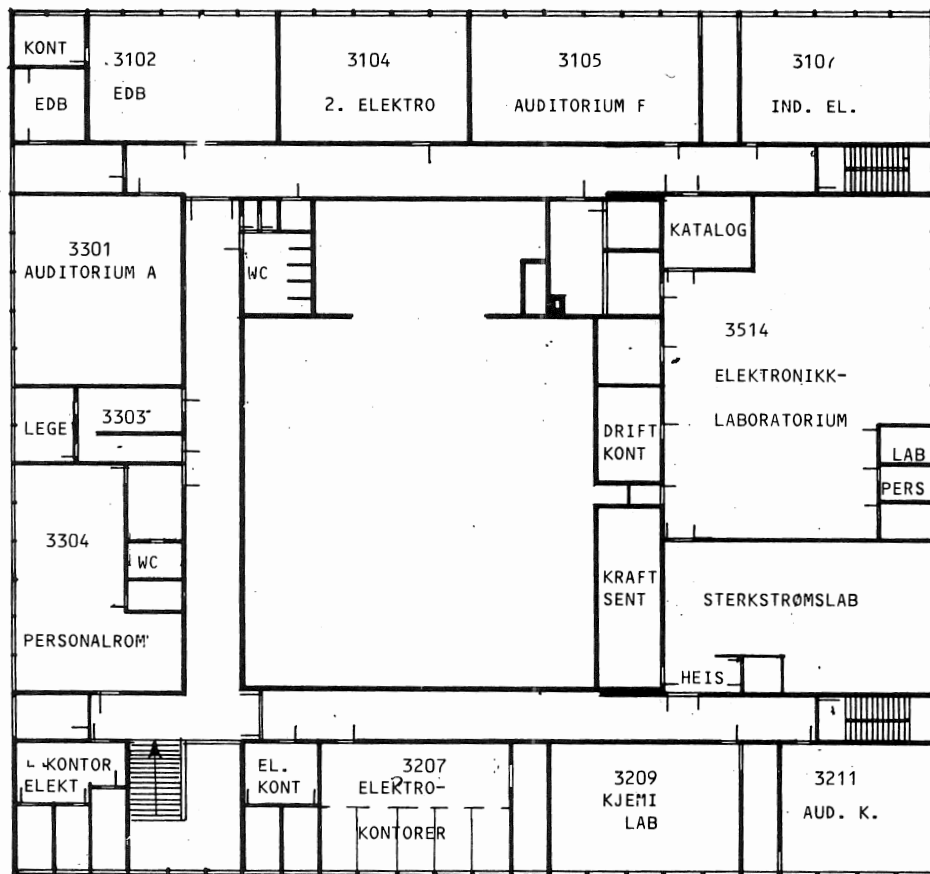 KONT
EDB
3102
EDB
3104
2. ELEKTRO
3105
AUDITORIUM F
3107
IND. EL.
3301
AUDITORIUM A
WC
KATALOG
3514
ELEKTRONIKK-
LABORATORIUM
LEGE
3303
DRIFT
KONT
LAB
PERS
3304
WC
PERSONALROM
KRAFT
SENT
STERKSTRØMSLAB
HEIS
KONTOR
ELEKT
EL.
KONT
3207
ELEKTRO-
KONTORER
3209
KJEMI
LAB
3211
AUD. K.